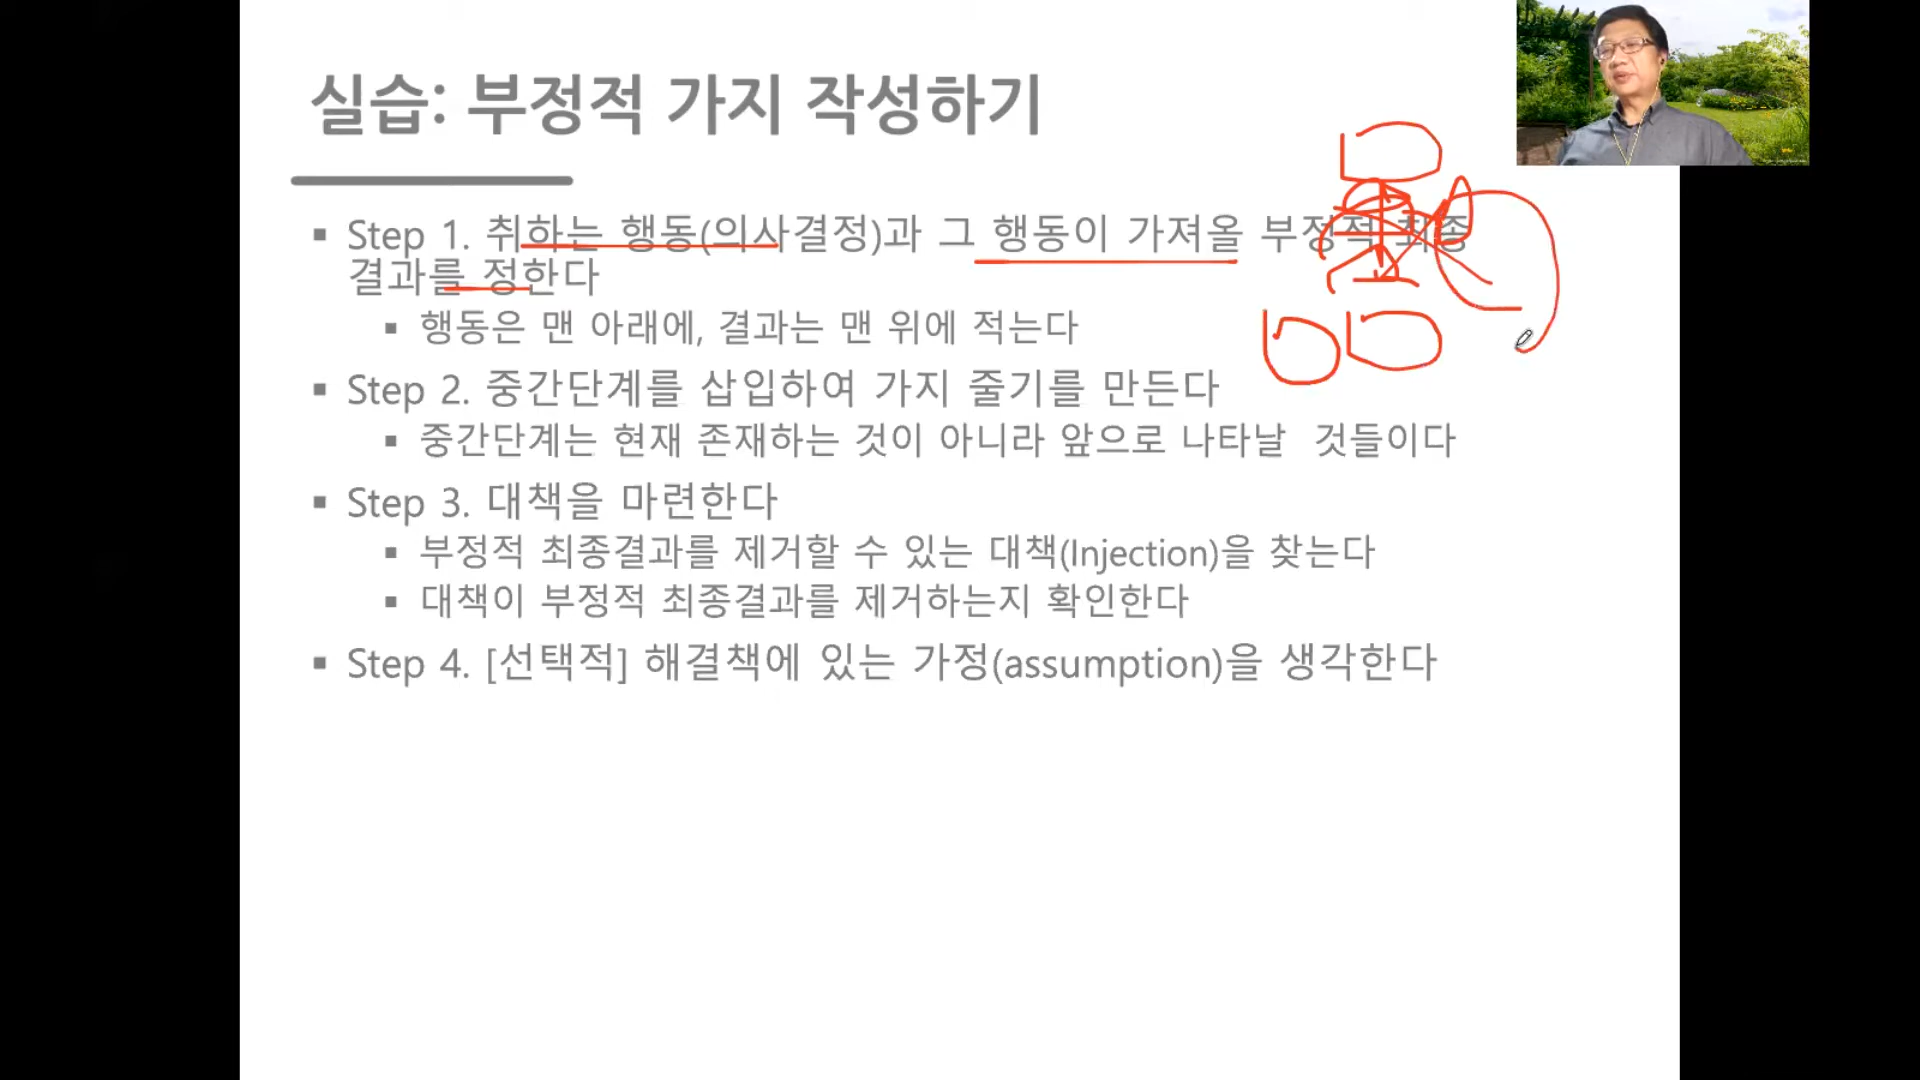 실습: 부정적 가지 작성하기
▪ Step 1. 취하는 행동(의사결정)과 그 행동이 가져올 부정적 최종
결과를 정한다
▪ 행동은 맨 아래에, 결과는 맨 위에 적는다
▪ Step 2. 중간단계를 삽입하여 가지 줄기를 만든다
▪ 중간단계는 현재 존재하는 것이 아니라 앞으로 나타날 것들이다
▪ Step 3. 대책을 마련한다
▪ 부정적 최종결과를 제거할 수 있는 대책(Injection)을 찾는다
▪ 대책이 부정적 최종결과를 제거하는지 확인한다
▪ Step 4. [선택적] 해결책에 있는 가정(assumption)을 생각한다